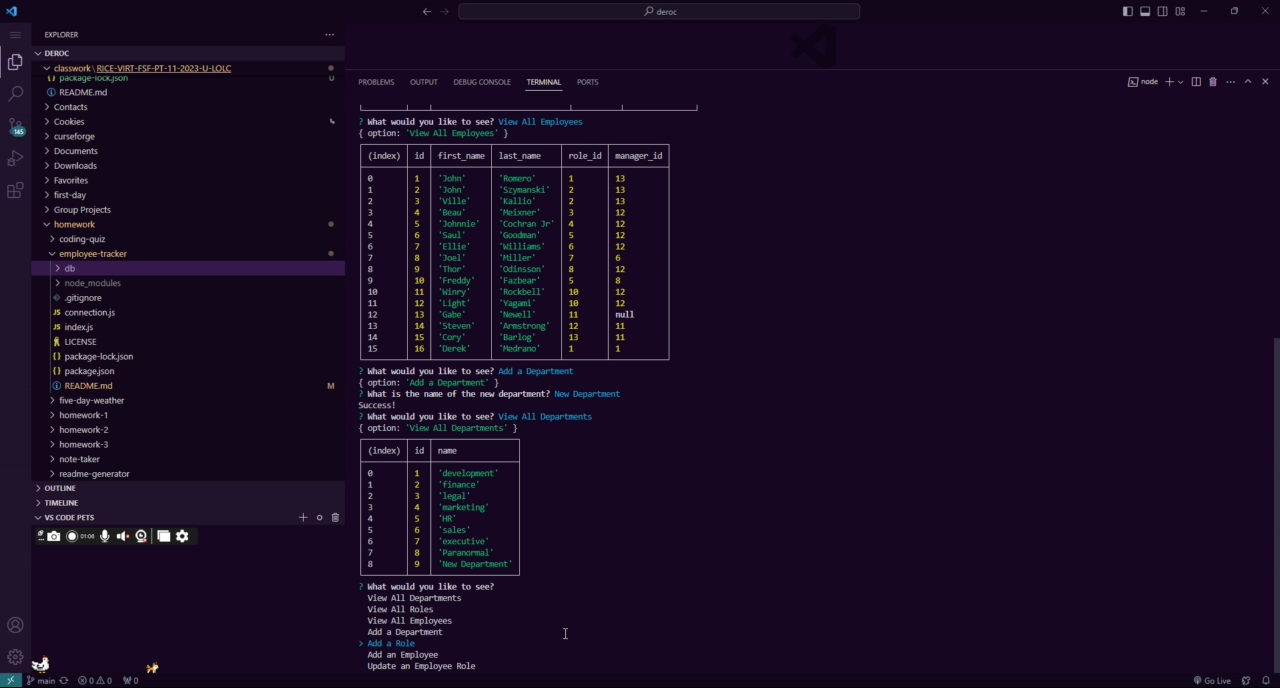 deroc
EXPLORER
DEROC
classwork \ RICE-VIRT-FSF-PT-11-2023-U-LOLC
package-lock.json U
README.md
Contacts
Cookies
curseforge
Documents
Downloads
Favorites
first-day
Group Projects
homework
coding-quiz
employee-tracker
db
node_modules
.gitignore
connection.js
index.js
LICENSE
package-lock.json
package.json
README.md M
five-day-weather
homework-1
homework-2
homework-3
note-taker
readme-generator
OUTLINE
TIMELINE
VS CODE PETS
145
PROBLEMS OUTPUT DEBUG CONSOLE TERMINAL PORTS
node
? What would you like to see? View All Employees
{ option: 'View All Employees' }
(index) id first_name last_name role_id manager_id
0 1 'John' 'Romero' 1 13
1 2 'John' 'Szymanski' 2 13
2 3 'Ville' 'Kallio' 2 13
3 4 'Beau' 'Meixner' 3 12
4 5 'Johnnie' 'Cochran Jr' 4 12
5 6 'Saul' 'Goodman' 5 12
6 7 'Ellie' 'Williams' 6 12
7 8 'Joel' 'Miller' 7 6
8 9 'Thor' 'Odinsson' 8 12
9 10 'Freddy' 'Fazbear' 5 8
10 11 'Winry' 'Rockbell' 10 12
11 12 'Light' 'Yagami' 10 12
12 13 'Gabe' 'Newell' 11 null
13 14 'Steven' 'Armstrong' 12 11
14 15 'Cory' 'Barlog' 13 11
15 16 'Derek' 'Medrano' 1 1
? What would you like to see? Add a Department
{ option: 'Add a Department' }
? What is the name of the new department? New Department
Success!
? What would you like to see? View All Departments
{ option: 'View All Departments' }
(index) id name
0 1 'development'
1 2 'finance'
2 3 'legal'
3 4 'marketing'
4 5 'HR'
5 6 'sales'
6 7 'executive'
7 8 'Paranormal'
8 9 'New Department'
? What would you like to see?
View All Departments
View All Roles
View All Employees
Add a Department
> Add a Role
Add an Employee
Update an Employee Role
main 0 0 0
Go Live